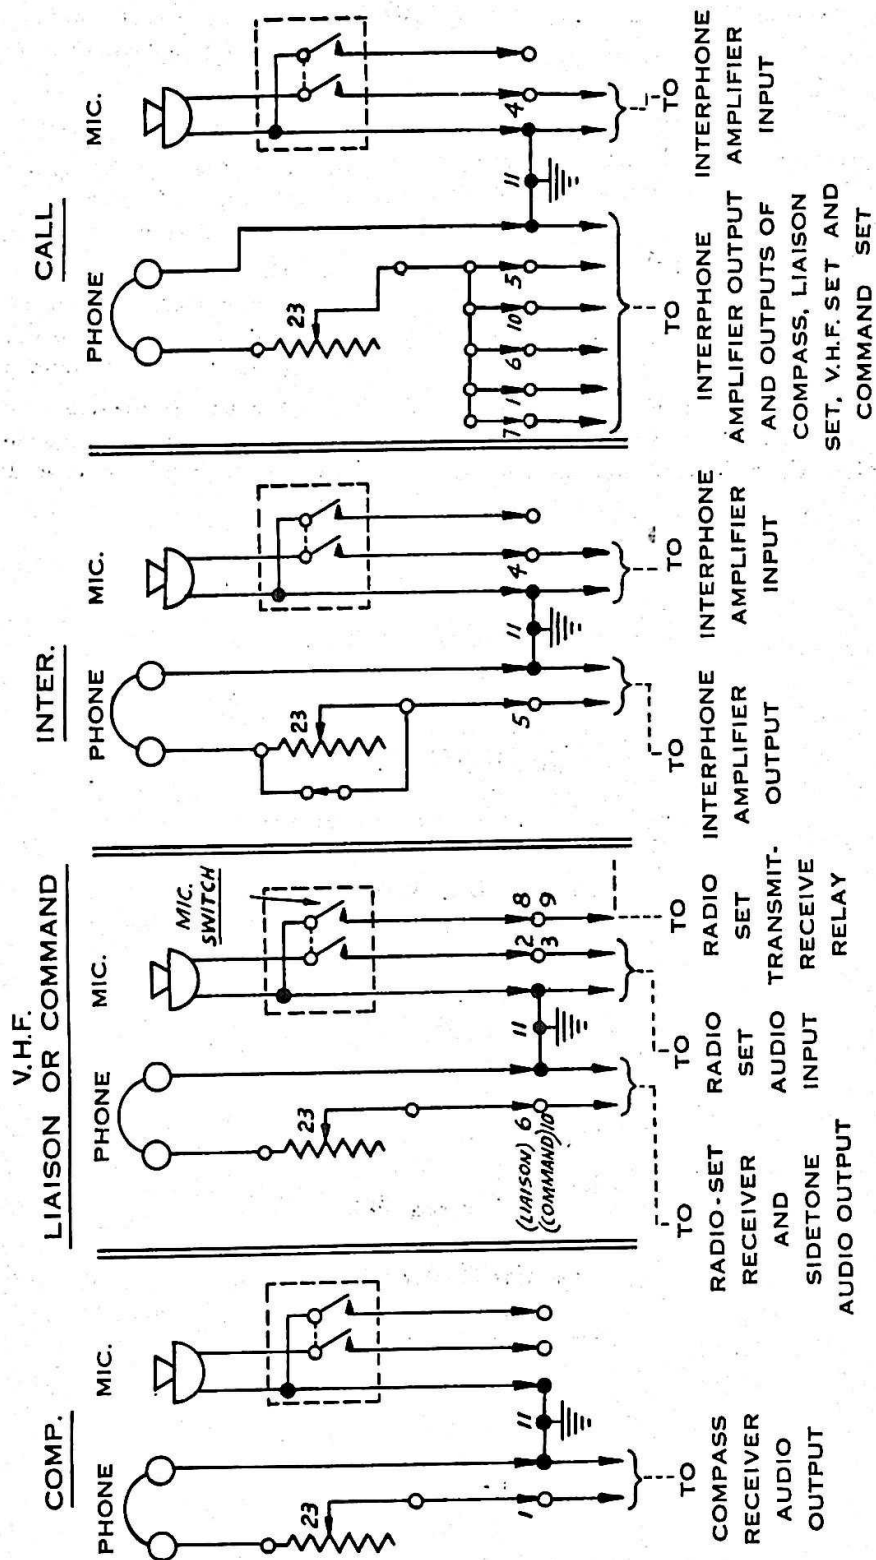 COMP.
PHONE
MIC.
23
1
11
TO
COMPASS
RECEIVER
AUDIO
OUTPUT
V.H.F.
LIAISON OR COMMAND
PHONE
MIC.
MIC.
SWITCH
23
(LIAISON) 6
(COMMAND) 10
11
2
3
8
9
TO
RADIO-SET
RECEIVER
AND
SIDETONE
AUDIO OUTPUT
TO
RADIO
SET
AUDIO
INPUT
TO
RADIO
SET
TRANSMIT-
RECEIVE
RELAY
INTER.
PHONE
MIC.
23
5
11
4
TO
INTERPHONE
AMPLIFIER
OUTPUT
TO
INTERPHONE
AMPLIFIER
INPUT
CALL
PHONE
MIC.
23
7
1
6
10
5
11
4
TO
INTERPHONE
AMPLIFIER OUTPUT
AND OUTPUTS OF
COMPASS, LIAISON
SET, V.H.F. SET AND
COMMAND SET
TO
INTERPHONE
AMPLIFIER
INPUT